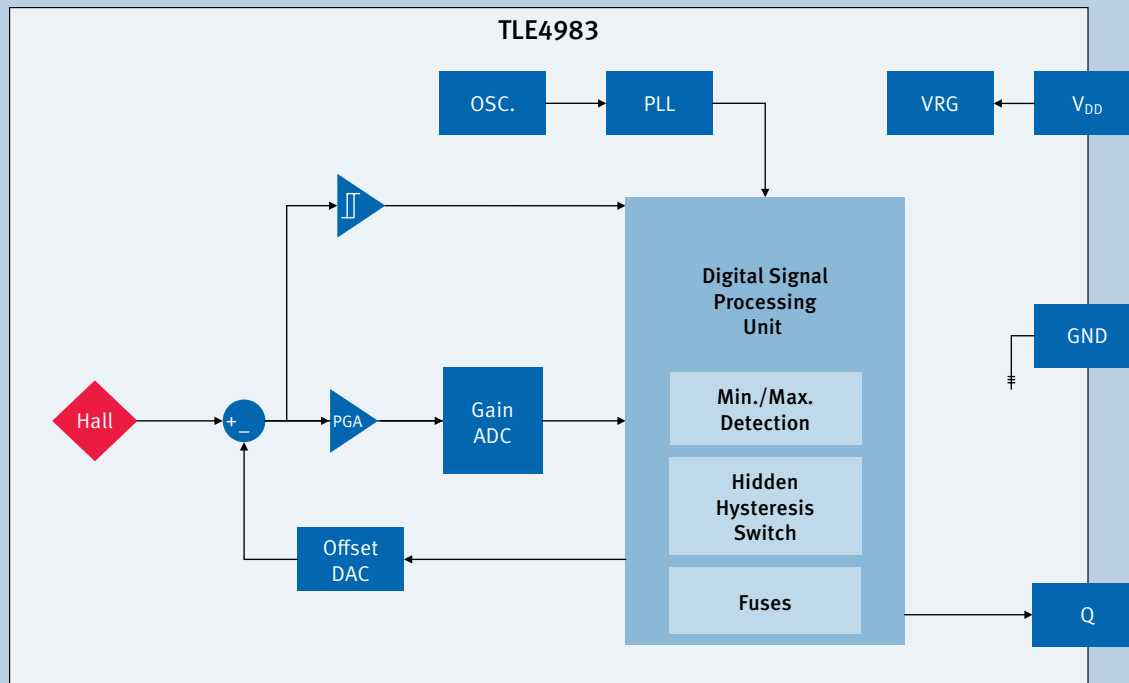 TLE4983
OSC.
PLL
VRG
V_DD
Digital Signal
Processing
Unit
GND
Hall
+
−
PGA
Gain
ADC
Min./Max.
Detection
Hidden
Hysteresis
Switch
Offset
DAC
Fuses
Q